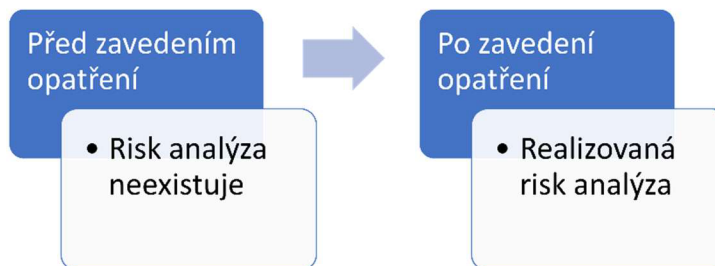 Před zavedením
opatření
• Risk analýza
neexistuje
Po zavedení
opatření
• Realizovaná
risk analýza